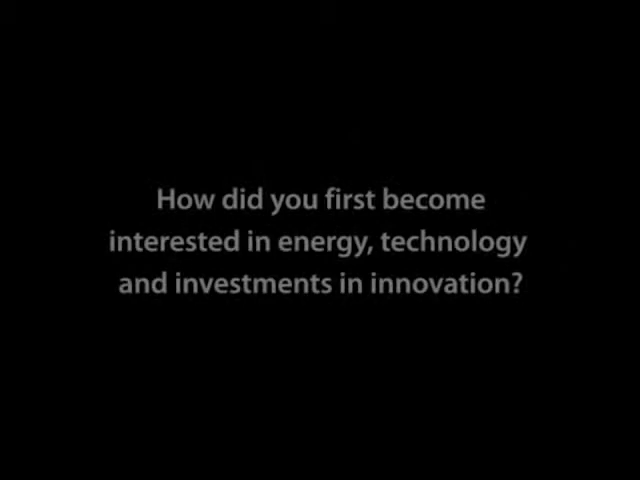 How did you first become
interested in energy, technology
and investments in innovation?